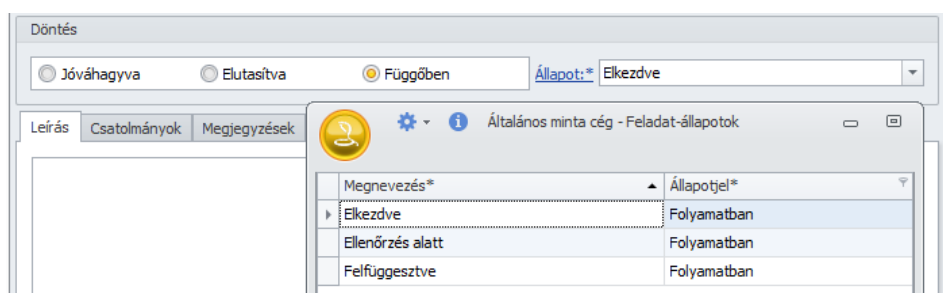 Döntés
Jóváhagyva Elutasítva Függőben Állapot:* Elkezdve
Leírás Csatolmányok Megjegyzések
Általános minta cég - Feladat-állapotok
Megnevezés* Állapotjel*
Elkezdve Folyamatban
Ellenőrzés alatt Folyamatban
Felfüggesztve Folyamatban